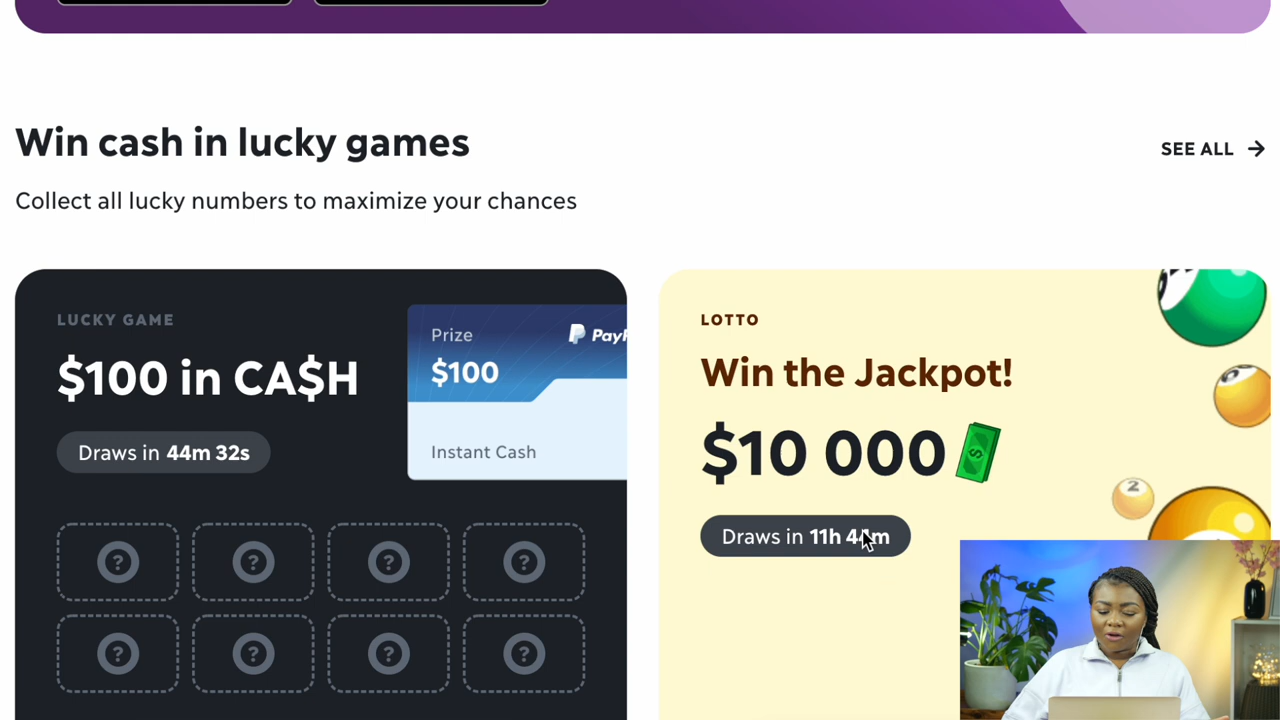 Win cash in lucky games
SEE ALL
Collect all lucky numbers to maximize your chances
LUCKY GAME
$100 in CA$H
Draws in 44m 32s
Prize
$100
Instant Cash
? ? ? ?
? ? ? ?
LOTTO
Win the Jackpot!
$10 000
$
Draws in 11h
2